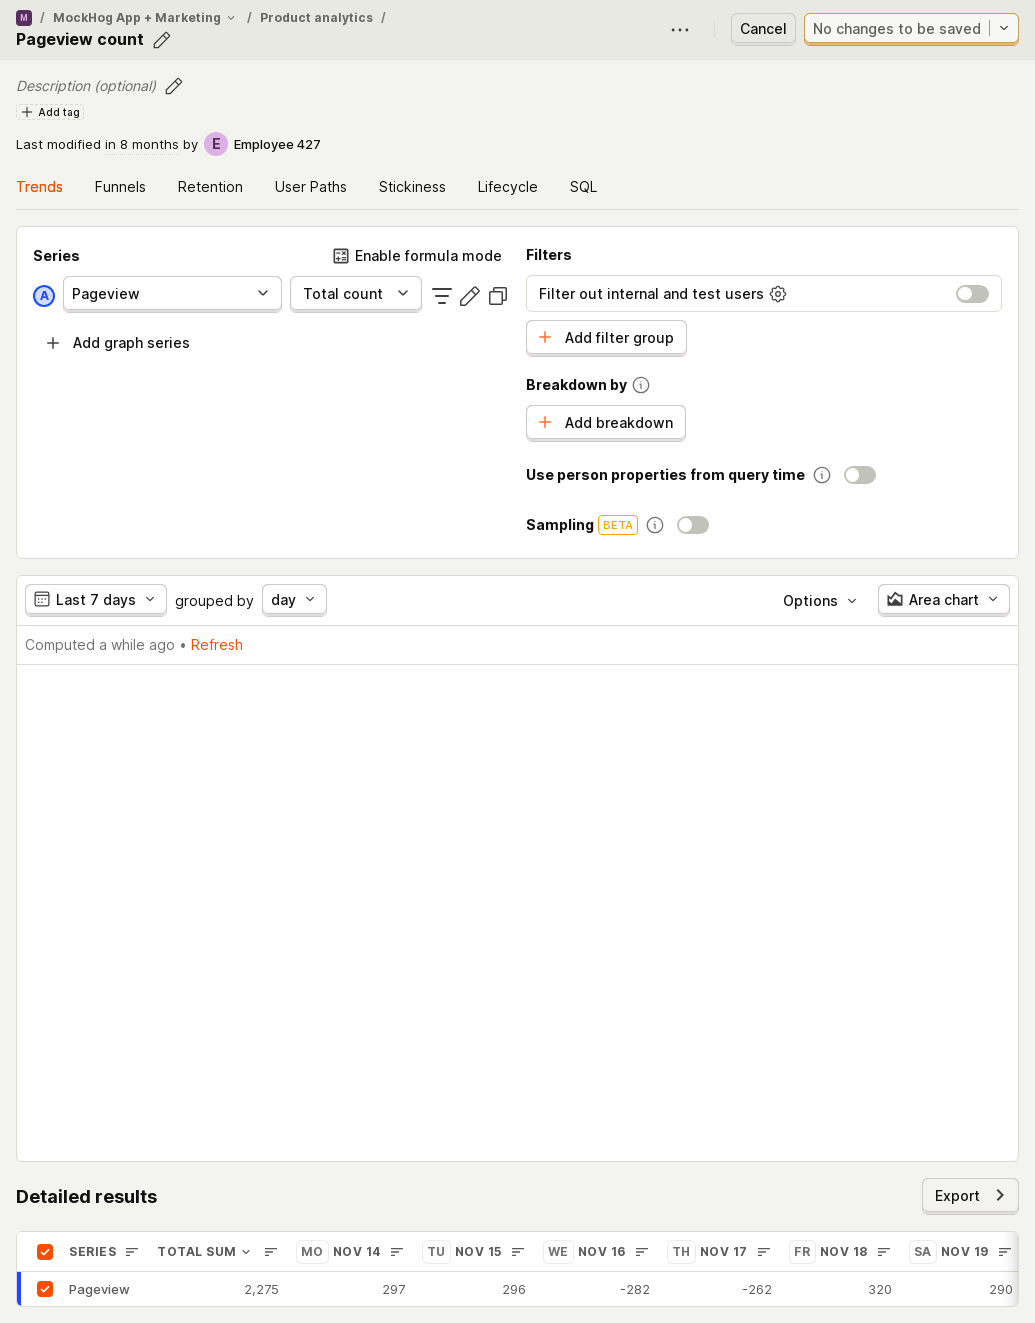 M / MockHog App + Marketing / Product analytics /
Pageview count
Cancel
No changes to be saved
Description (optional)
Add tag
Last modified in 8 months by E Employee 427
Trends Funnels Retention User Paths Stickiness Lifecycle SQL
Series
Enable formula mode
A Pageview Total count
Add graph series
Filters
Filter out internal and test users
Add filter group
Breakdown by
Add breakdown
Use person properties from query time
Sampling BETA
Last 7 days grouped by day Options Area chart
Computed a while ago • Refresh
Detailed results
Export
SERIES TOTAL SUM MO NOV 14 TU NOV 15 WE NOV 16 TH NOV 17 FR NOV 18 SA NOV 19
Pageview 2,275 297 296 -282 -262 320 290